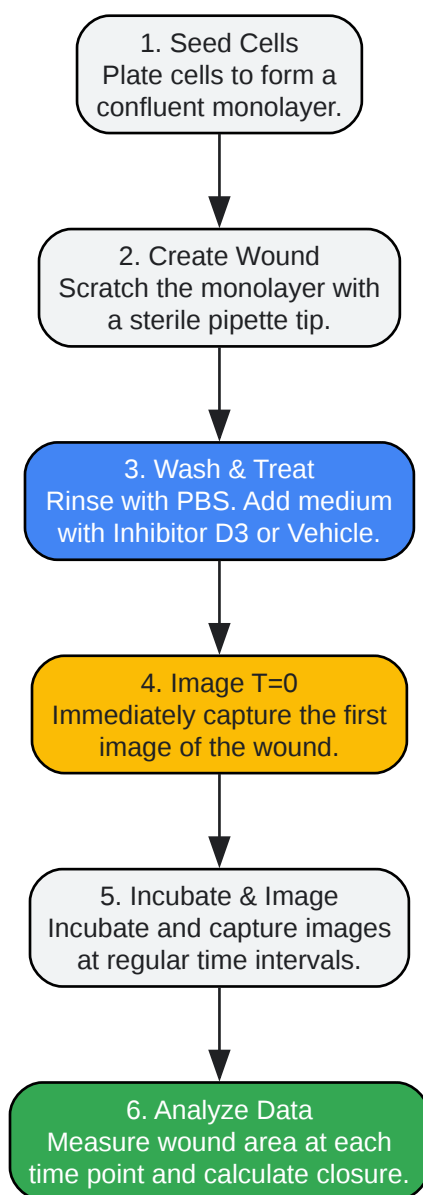 1. Seed Cells
Plate cells to form a
confluent monolayer.
2. Create Wound
Scratch the monolayer with
a sterile pipette tip.
3. Wash & Treat
Rinse with PBS. Add medium
with Inhibitor D3 or Vehicle.
4. Image T=0
Immediately capture the first
image of the wound.
5. Incubate & Image
Incubate and capture images
at regular time intervals.
6. Analyze Data
Measure wound area at each
time point and calculate closure.